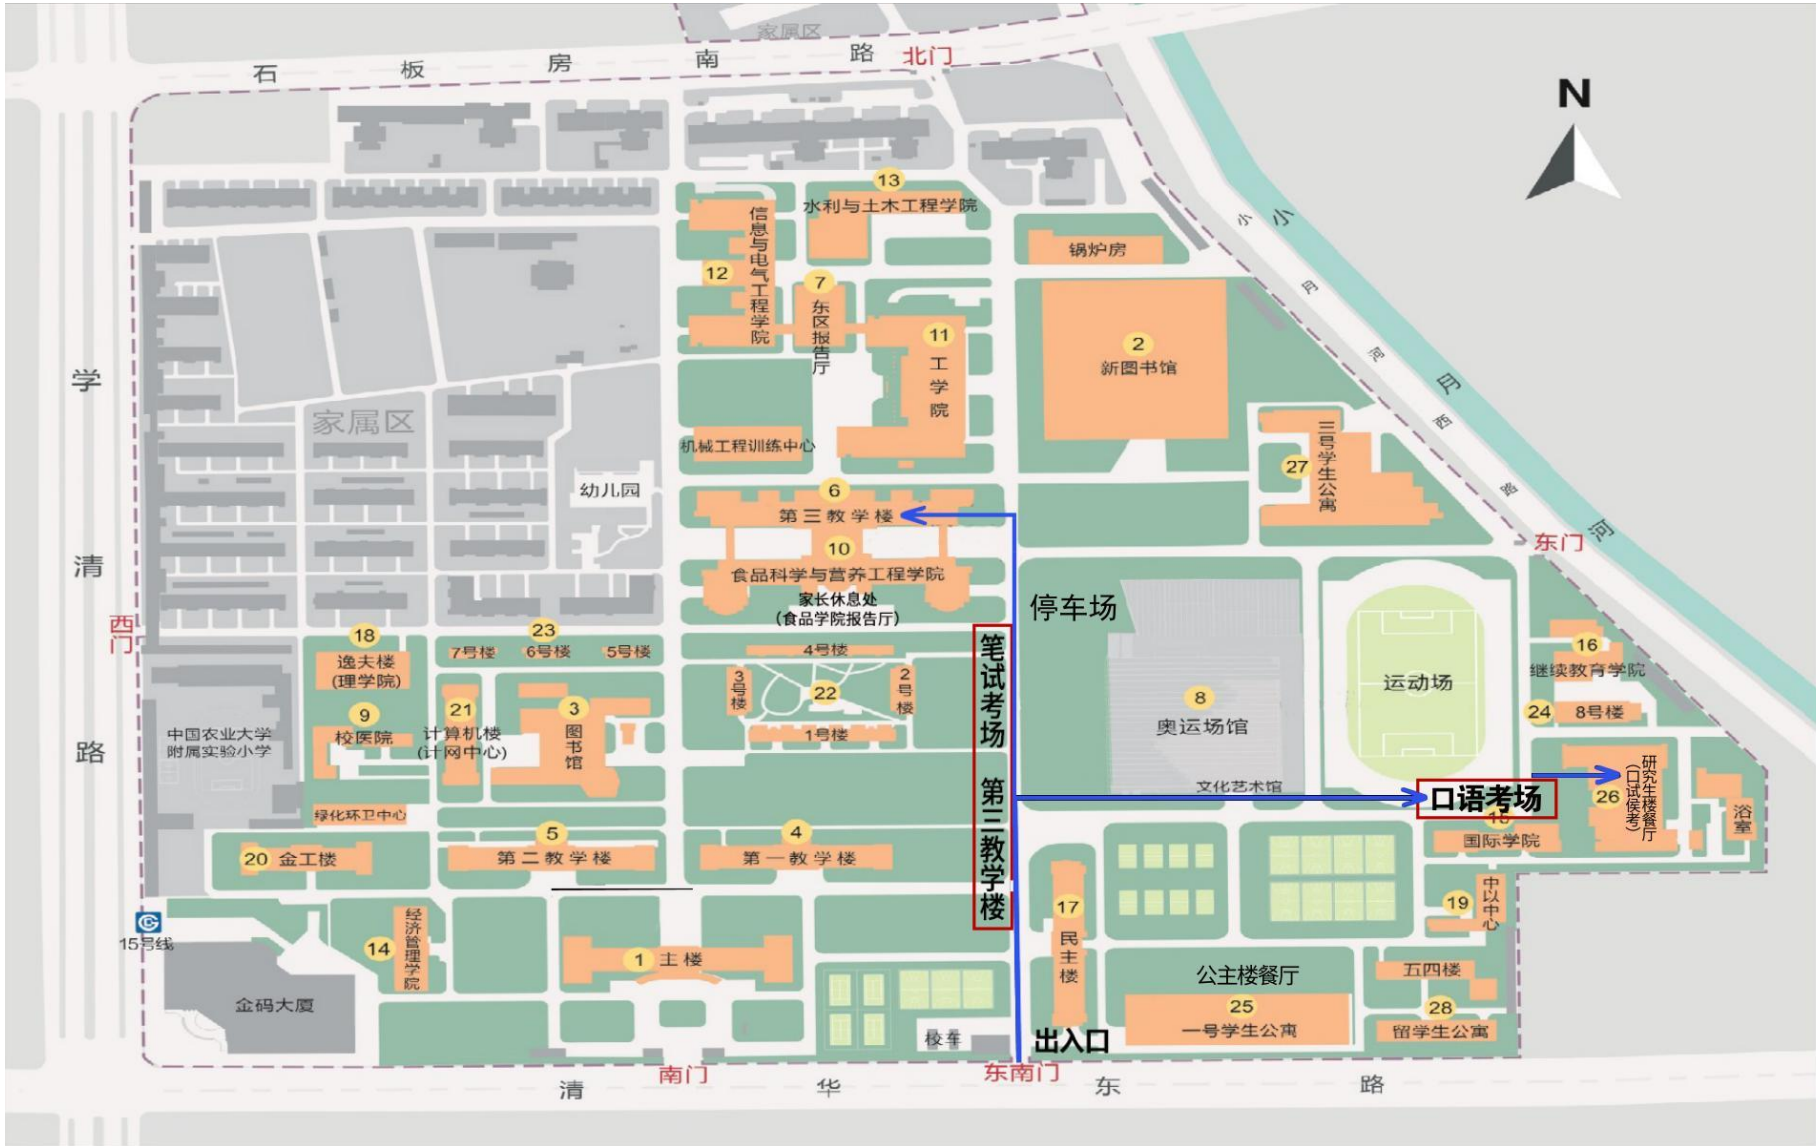 家属区
石板房南路
北门
N
13
水利与土木工程学院
信息与电气工程学院
12
7
东区报告厅
11
工学院
锅炉房
2
新图书馆
小月河
小月河西路
学清路
家属区
幼儿园
机械工程训练中心
三号学生公寓
27
6
第三教学楼
10
食品科学与营养工程学院
家长休息处
(食品学院报告厅)
东门
停车场
西门
18
逸夫楼
(理学院)
23
7号楼
6号楼
5号楼
4号楼
3号楼
22
2号楼
1号楼
笔试考场 第三教学楼
8
奥运场馆
文化艺术馆
运动场
16
继续教育学院
24
8号楼
中国农业大学
附属实验小学
9
校医院
21
计算机楼
(计网中心)
3
图书馆
绿化环卫中心
口语考场
15
国际学院
26
研究生楼餐厅
(口试侯考)
浴室
20
金工楼
5
第二教学楼
4
第一教学楼
15号线
14
经济管理学院
1
主楼
17
民主楼
19
中以中心
金码大厦
公主楼餐厅
25
一号学生公寓
五四楼
28
留学生公寓
校车
出入口
南门
东南门
清华东路